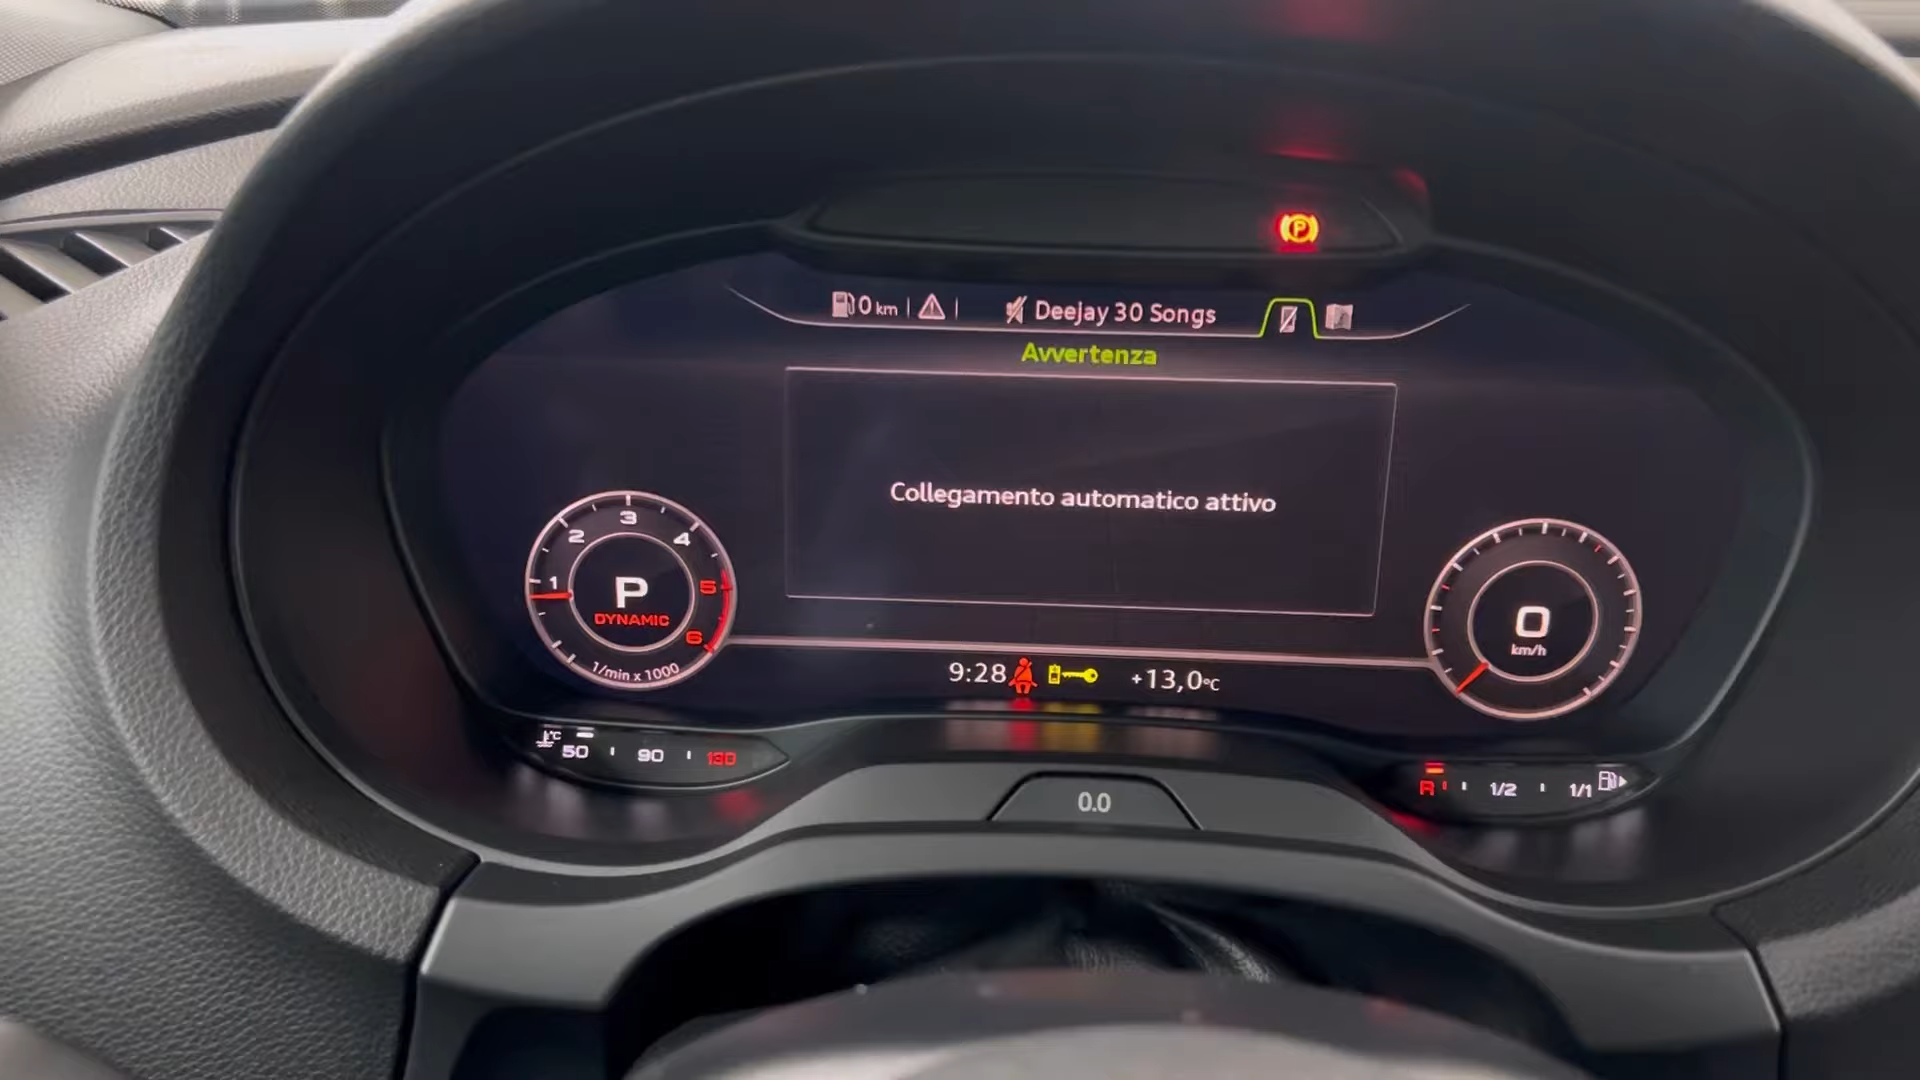 P
0 km
Deejay 30 Songs
Avvertenza
Collegamento automatico attivo
1 2 3 4 5 6
P
DYNAMIC
1/min x 1000
0
km/h
9:28
+13,0°C
°C
50 90 130
R 1/2 1/1
0.0